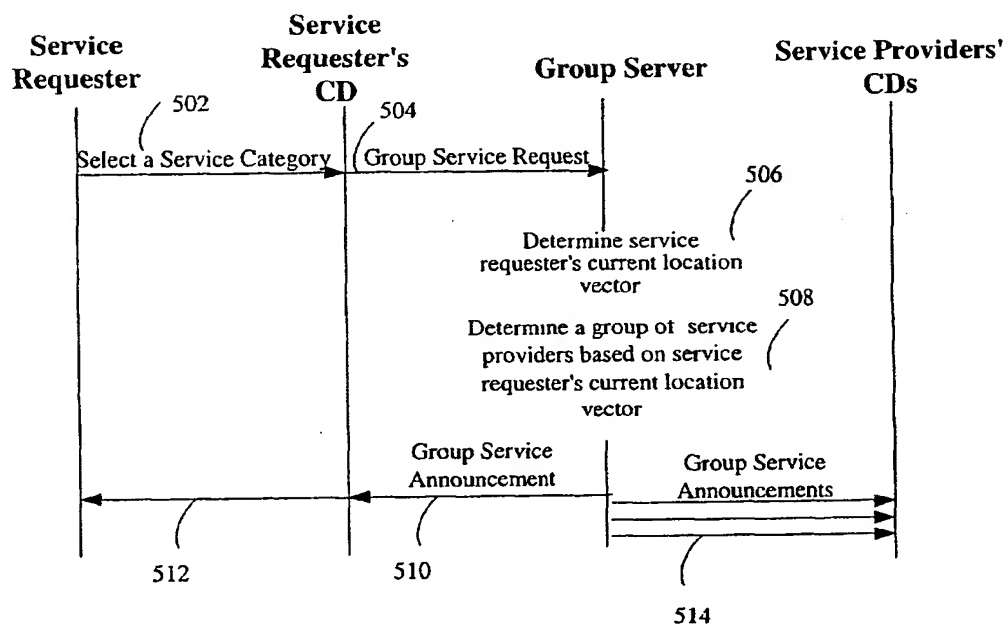 Service
Requester
Service
Requester's
CD
Group Server
Service Providers'
CDs
502
504
Select a Service Category
Group Service Request
506
Determine service
requester's current location
vector
508
Determine a group of service
providers based on service
requester's current location
vector
Group Service
Announcement
Group Service
Announcements
512
510
514